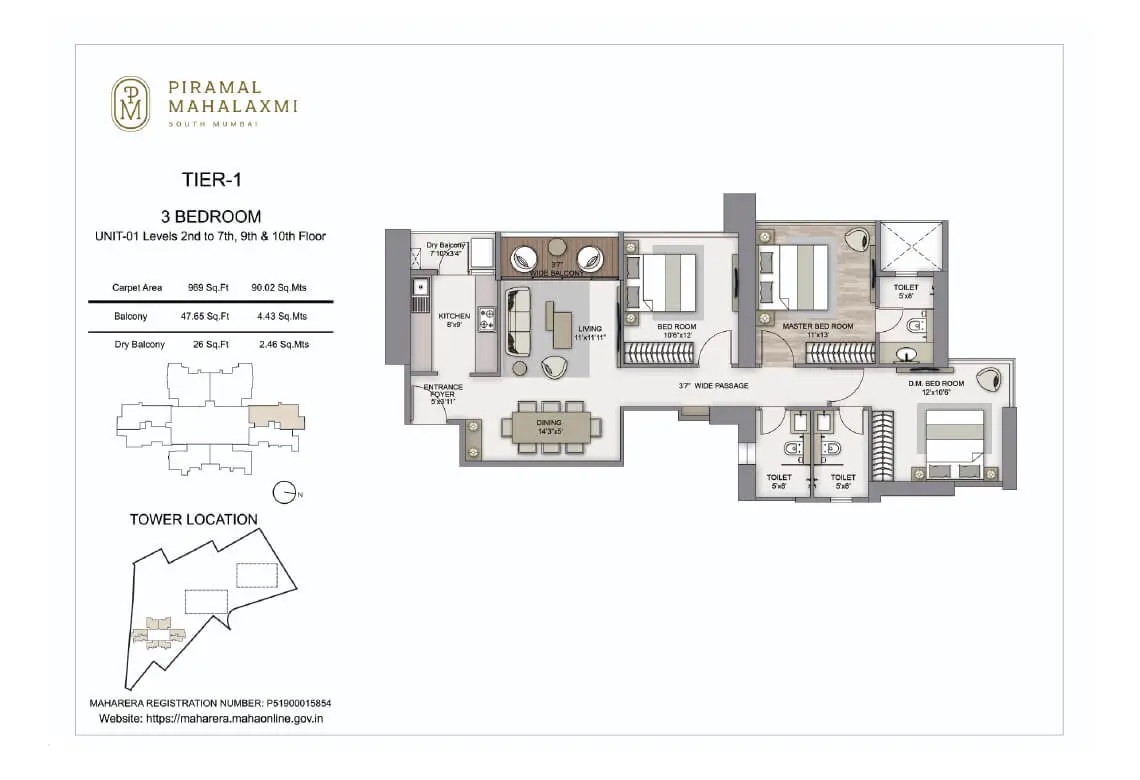 PM
PIRAMAL
MAHALAXMI
SOUTH MUMBAI
TIER-1
3 BEDROOM
UNIT-01 Levels 2nd to 7th, 9th & 10th Floor
Carpet Area 969 Sq.Ft 90.02 Sq.Mts
Balcony 47.65 Sq.Ft 4.43 Sq.Mts
Dry Balcony 26 Sq.Ft 2.46 Sq.Mts
N
TOWER LOCATION
MAHARERA REGISTRATION NUMBER: P51900015854
Website: https://maharera.mahaonline.gov.in
Dry Balcony
7'10"x3'4"
3'7"
WIDE BALCONY
KITCHEN
8'x9'
LIVING
11'x11'11"
BED ROOM
10'6"x12'
MASTER BED ROOM
11'x13'
TOILET
5'x8'
ENTRANCE
FOYER
5'x3'11"
3'7" WIDE PASSAGE
D.M. BED ROOM
12'x10'6"
DINING
14'3"x5'
TOILET
5'x8'
TOILET
5'x8'